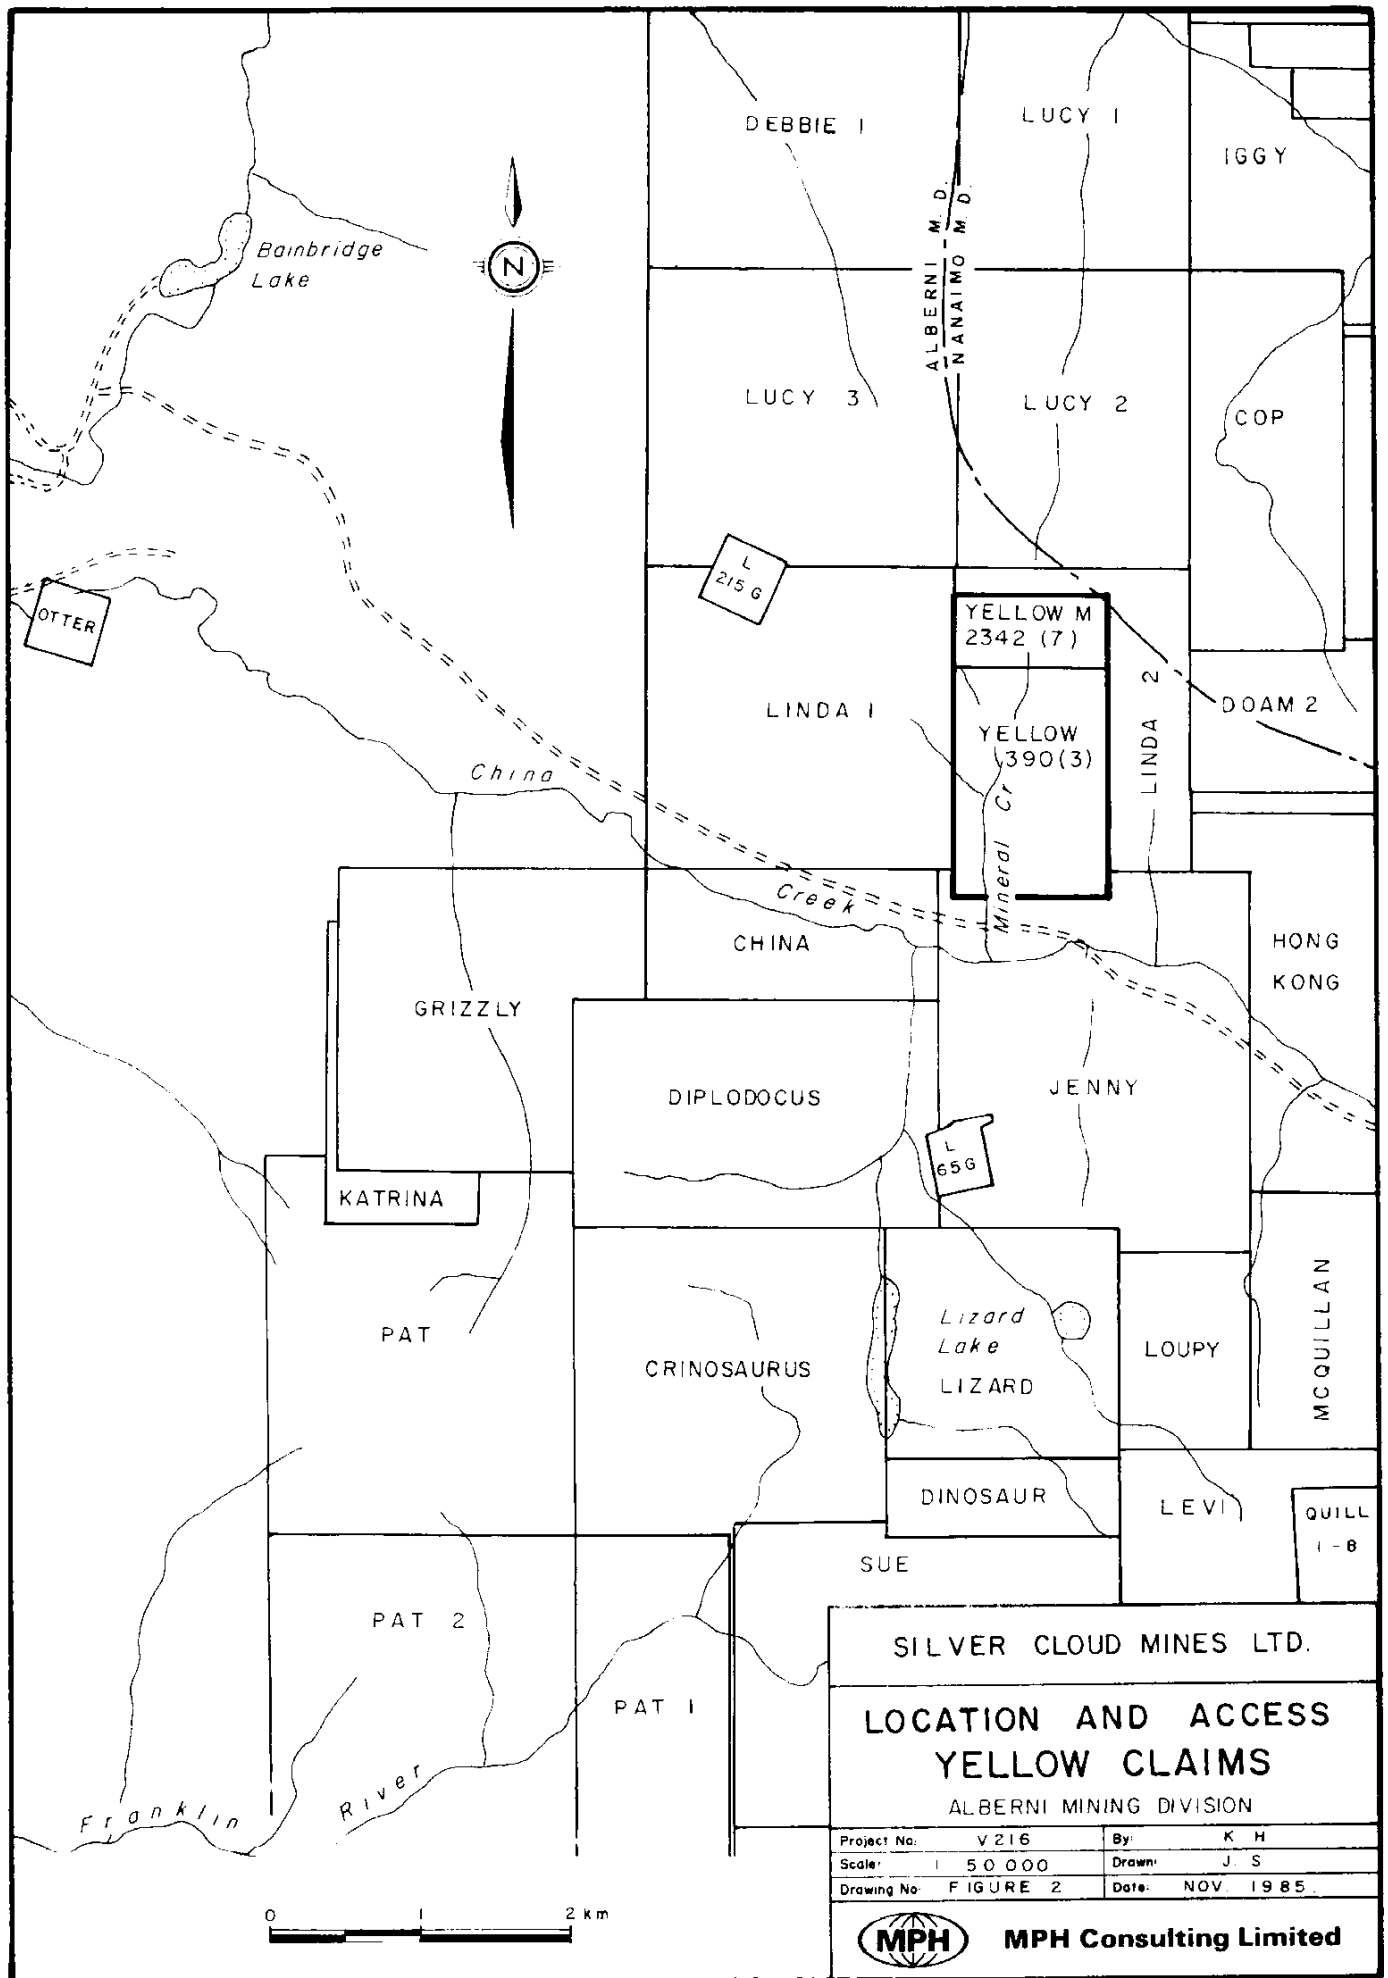 DEBBIE 1
LUCY 1
IGGY
ALBERNI M.D.
NANAIMO M.D.
Bainbridge
Lake
N
LUCY 3
LUCY 2
COP
L
215 G
OTTER
YELLOW M
2342 (7)
LINDA 1
LINDA 2
DOAM 2
YELLOW
390(3)
China
Mineral Cr
Creek
CHINA
HONG
KONG
GRIZZLY
DIPLODOCUS
JENNY
L
65G
KATRINA
PAT
CRINOSAURUS
Lizard
Lake
LIZARD
LOUPY
MCQUILLAN
DINOSAUR
LEVI
QUILL
1-8
SUE
PAT 2
PAT 1
Franklin
River
SILVER CLOUD MINES LTD.
LOCATION AND ACCESS
YELLOW CLAIMS
ALBERNI MINING DIVISION
Project No: V 216 By: K H
Scale: 1 50 000 Drawn: J. S
Drawing No: FIGURE 2 Date: NOV. 1985.
0 1 2 km
MPH MPH Consulting Limited